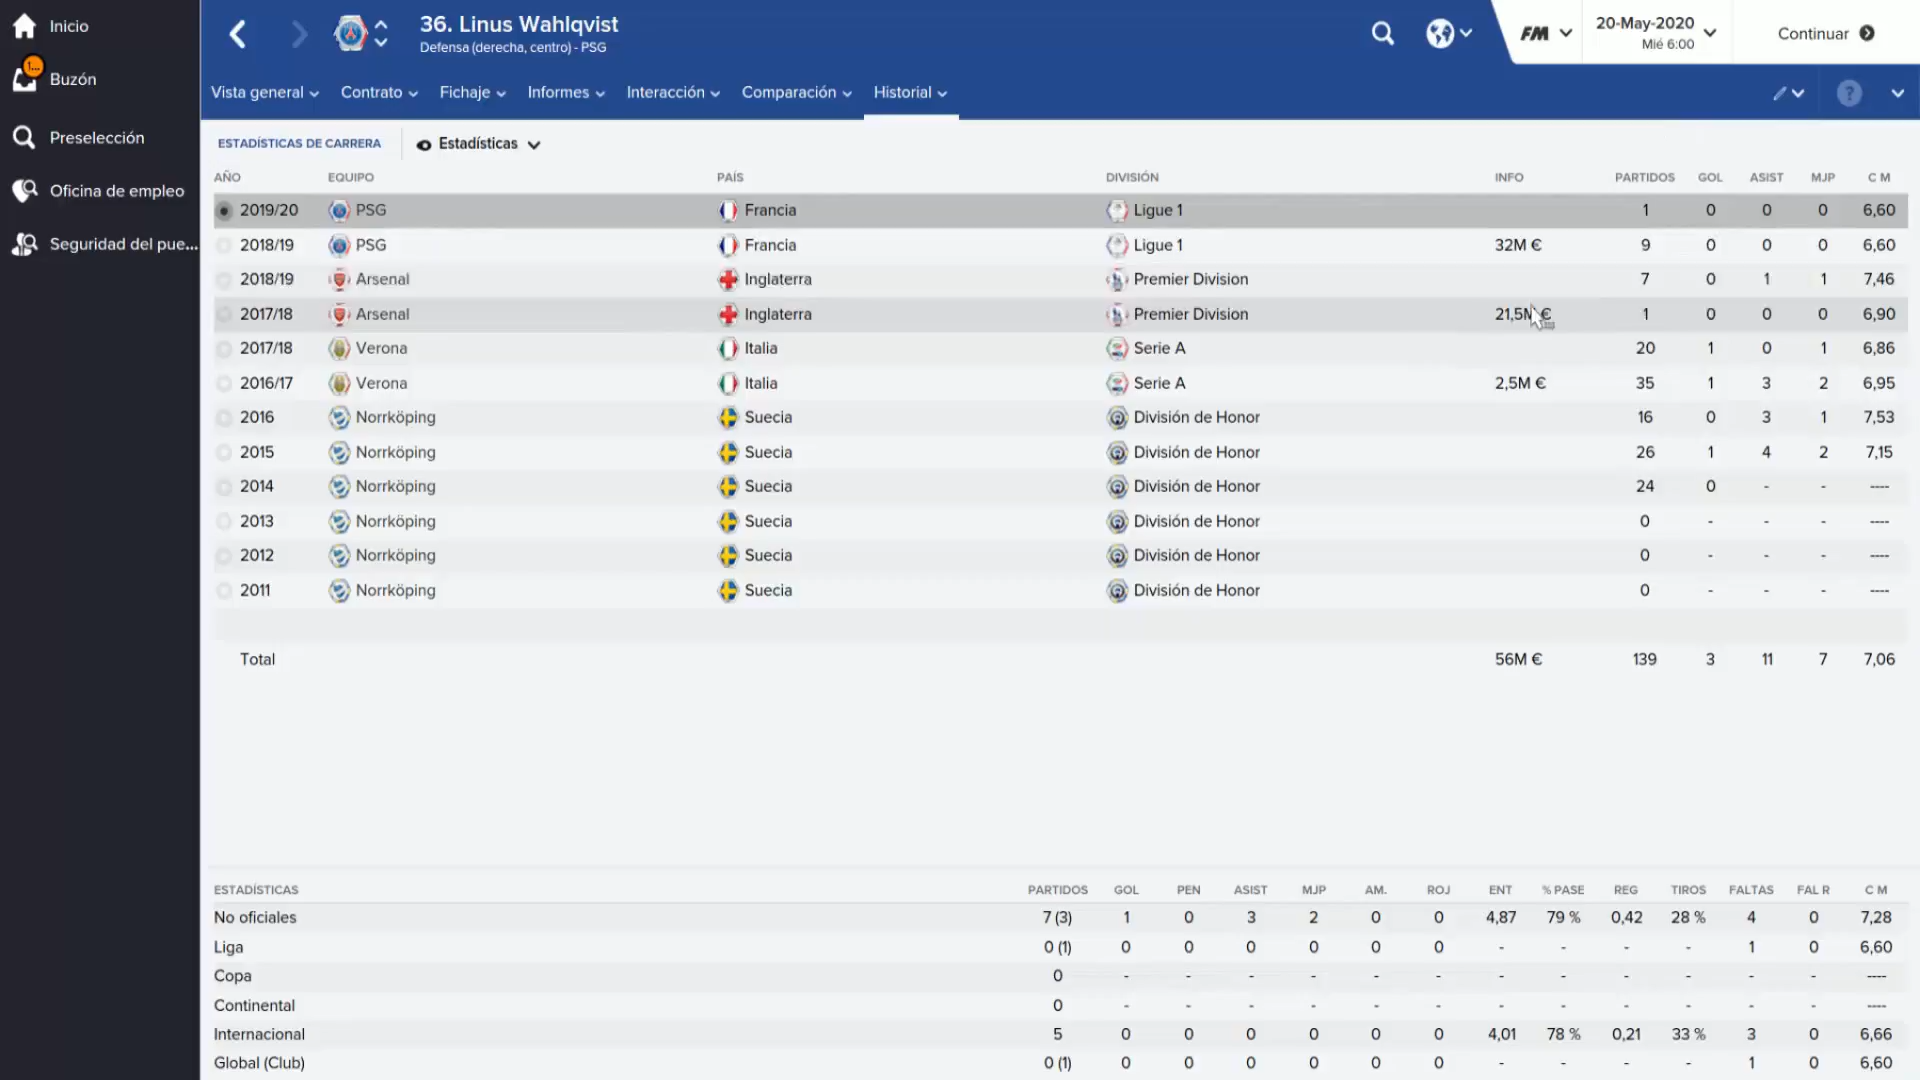 Inicio
Buzón
Preselección
Oficina de empleo
Seguridad del pue...
36. Linus Wahlqvist
Defensa (derecha, centro) - PSG
FM
20-May-2020
Mié 6:00
Continuar
Vista general Contrato Fichaje Informes Interacción Comparación Historial
ESTADÍSTICAS DE CARRERA Estadísticas
AÑO EQUIPO PAÍS DIVISIÓN INFO PARTIDOS GOL ASIST MJP C M
2019/20 PSG Francia Ligue 1 1 0 0 0 6,60
2018/19 PSG Francia Ligue 1 32M € 9 0 0 0 6,60
2018/19 Arsenal Inglaterra Premier Division 7 0 1 1 7,46
2017/18 Arsenal Inglaterra Premier Division 21,5M € 1 0 0 0 6,90
2017/18 Verona Italia Serie A 20 1 0 1 6,86
2016/17 Verona Italia Serie A 2,5M € 35 1 3 2 6,95
2016 Norrköping Suecia División de Honor 16 0 3 1 7,53
2015 Norrköping Suecia División de Honor 26 1 4 2 7,15
2014 Norrköping Suecia División de Honor 24 0 - - ----
2013 Norrköping Suecia División de Honor 0 - - - ----
2012 Norrköping Suecia División de Honor 0 - - - ----
2011 Norrköping Suecia División de Honor 0 - - - ----
Total 56M € 139 3 11 7 7,06
ESTADÍSTICAS PARTIDOS GOL PEN ASIST MJP AM. ROJ ENT % PASE REG TIROS FALTAS FAL R C M
No oficiales 7 (3) 1 0 3 2 0 0 4,87 79 % 0,42 28 % 4 0 7,28
Liga 0 (1) 0 0 0 0 0 0 - - - - 1 0 6,60
Copa 0 - - - - - - - - - - - - ----
Continental 0 - - - - - - - - - - - - ----
Internacional 5 0 0 0 0 0 0 4,01 78 % 0,21 33 % 3 0 6,66
Global (Club) 0 (1) 0 0 0 0 0 0 - - - - 1 0 6,60